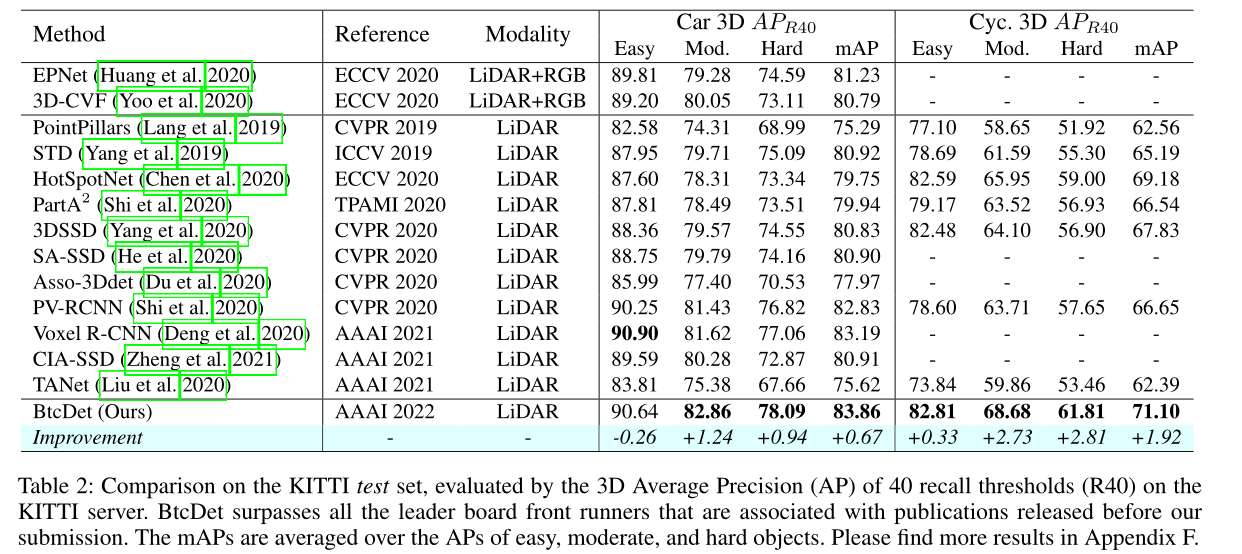 Method Reference Modality Car 3D AP_R40 Cyc. 3D AP_R40
Easy Mod. Hard mAP Easy Mod. Hard mAP
EPNet (Huang et al. 2020) ECCV 2020 LiDAR+RGB 89.81 79.28 74.59 81.23 - - - -
3D-CVF (Yoo et al. 2020) ECCV 2020 LiDAR+RGB 89.20 80.05 73.11 80.79 - - - -
PointPillars (Lang et al. 2019) CVPR 2019 LiDAR 82.58 74.31 68.99 75.29 77.10 58.65 51.92 62.56
STD (Yang et al. 2019) ICCV 2019 LiDAR 87.95 79.71 75.09 80.92 78.69 61.59 55.30 65.19
HotSpotNet (Chen et al. 2020) ECCV 2020 LiDAR 87.60 78.31 73.34 79.75 82.59 65.95 59.00 69.18
PartA² (Shi et al. 2020) TPAMI 2020 LiDAR 87.81 78.49 73.51 79.94 79.17 63.52 56.93 66.54
3DSSD (Yang et al. 2020) CVPR 2020 LiDAR 88.36 79.57 74.55 80.83 82.48 64.10 56.90 67.83
SA-SSD (He et al. 2020) CVPR 2020 LiDAR 88.75 79.79 74.16 80.90 - - - -
Asso-3Ddet (Du et al. 2020) CVPR 2020 LiDAR 85.99 77.40 70.53 77.97 - - - -
PV-RCNN (Shi et al. 2020) CVPR 2020 LiDAR 90.25 81.43 76.82 82.83 78.60 63.71 57.65 66.65
Voxel R-CNN (Deng et al. 2020) AAAI 2021 LiDAR 90.90 81.62 77.06 83.19 - - - -
CIA-SSD (Zheng et al. 2021) AAAI 2021 LiDAR 89.59 80.28 72.87 80.91 - - - -
TANet (Liu et al. 2020) AAAI 2021 LiDAR 83.81 75.38 67.66 75.62 73.84 59.86 53.46 62.39
BtcDet (Ours) AAAI 2022 LiDAR 90.64 82.86 78.09 83.86 82.81 68.68 61.81 71.10
Improvement - - -0.26 +1.24 +0.94 +0.67 +0.33 +2.73 +2.81 +1.92
Table 2: Comparison on the KITTI test set, evaluated by the 3D Average Precision (AP) of 40 recall thresholds (R40) on the
KITTI server. BtcDet surpasses all the leader board front runners that are associated with publications released before our
submission. The mAPs are averaged over the APs of easy, moderate, and hard objects. Please find more results in Appendix F.